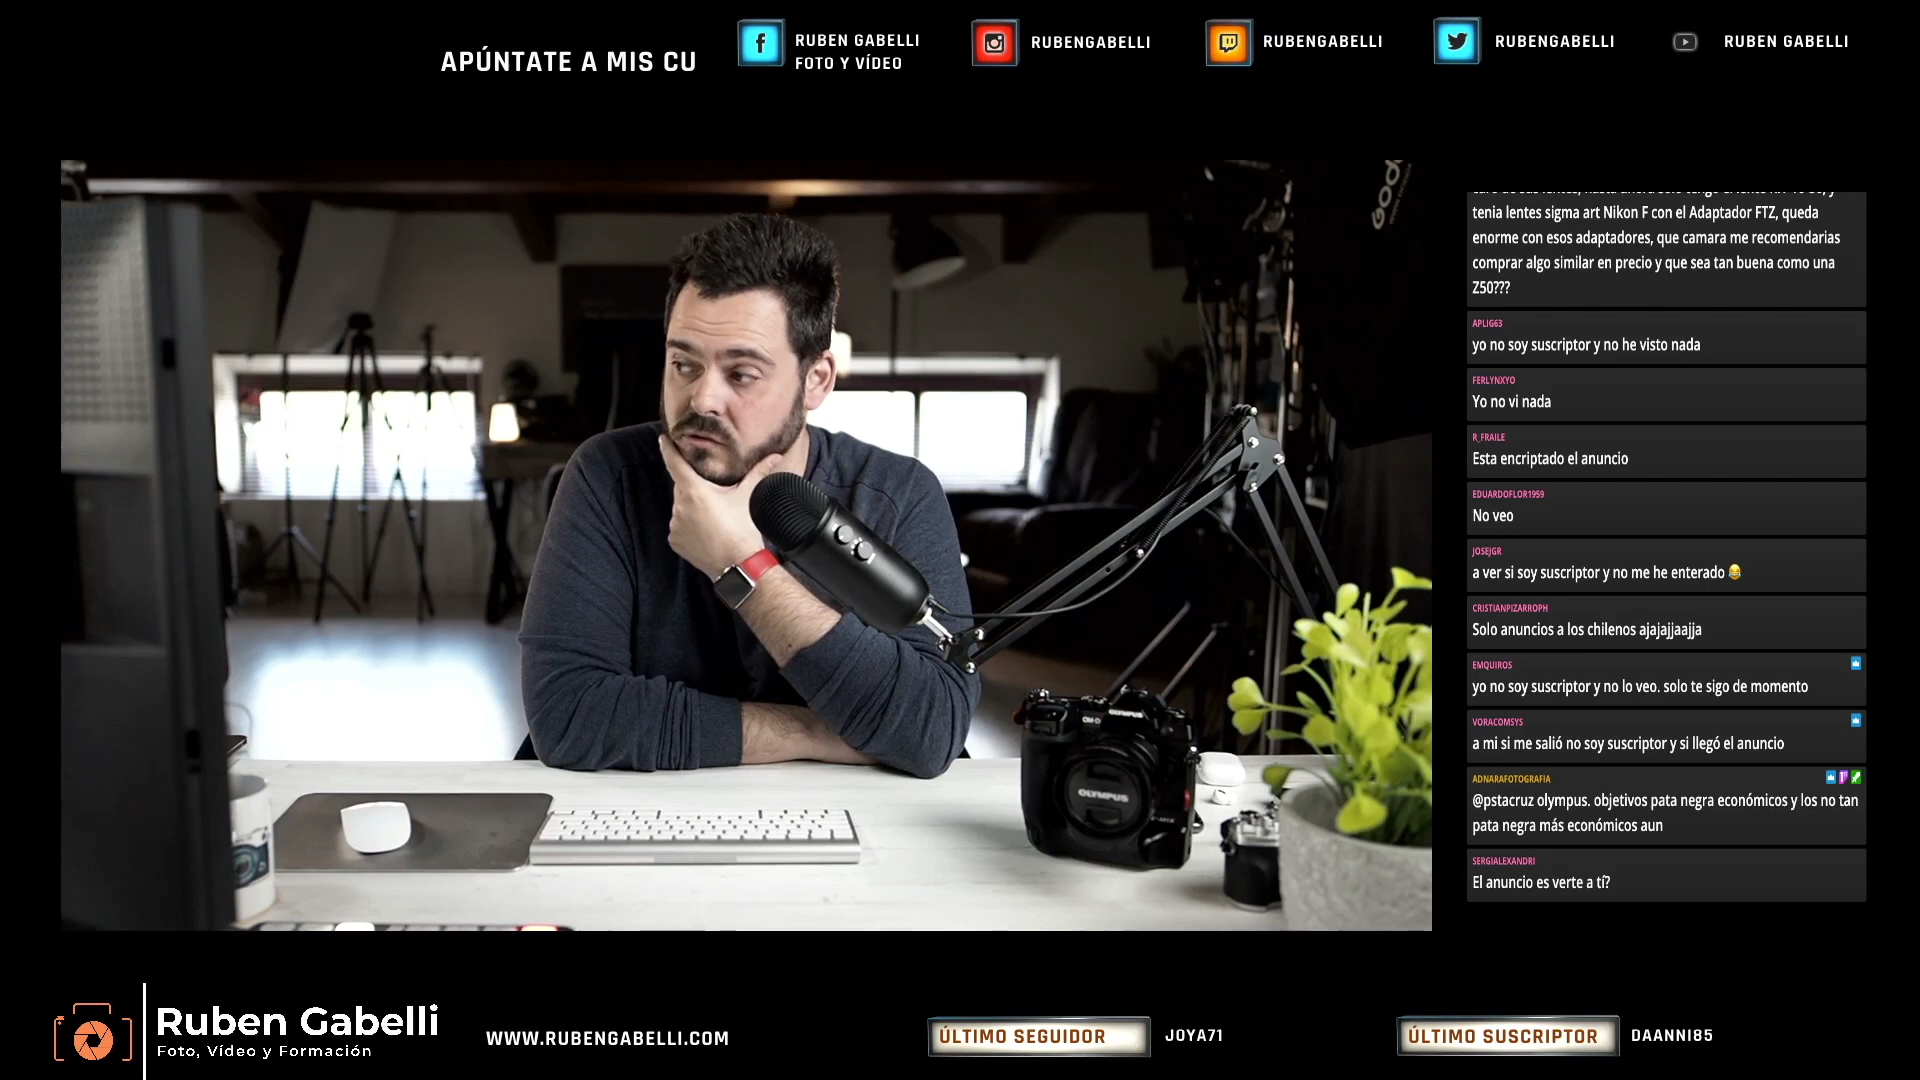 APÚNTATE A MIS CU
RUBEN GABELLI
FOTO Y VÍDEO
RUBENGABELLI
RUBENGABELLI
RUBENGABELLI
RUBEN GABELLI
tenia lentes sigma art Nikon F con el Adaptador FTZ, queda
enorme con esos adaptadores, que camara me recomendarias
comprar algo similar en precio y que sea tan buena como una
Z50???
APLIG63
yo no soy suscriptor y no he visto nada
FERLYNXYO
Yo no vi nada
R_FRAILE
Esta encriptado el anuncio
EDUARDOFLOR1959
No veo
JOSEJGR
a ver si soy suscriptor y no me he enterado 😂
CRISTIANPIZARROPH
Solo anuncios a los chilenos ajajajjaajja
EMQUIROS
yo no soy suscriptor y no lo veo. solo te sigo de momento
VORACOMSYS
a mi si me salió no soy suscriptor y si llegó el anuncio
ADNARAFOTOGRAFIA
@pstacruz olympus. objetivos pata negra económicos y los no tan
pata negra más económicos aun
SERGIALEXANDRI
El anuncio es verte a tí?
OLYMPUS
OM-D
OLYMPUS
Ruben Gabelli
Foto, Vídeo y Formación
WWW.RUBENGABELLI.COM
ÚLTIMO SEGUIDOR
JOYA71
ÚLTIMO SUSCRIPTOR
DAANNI85